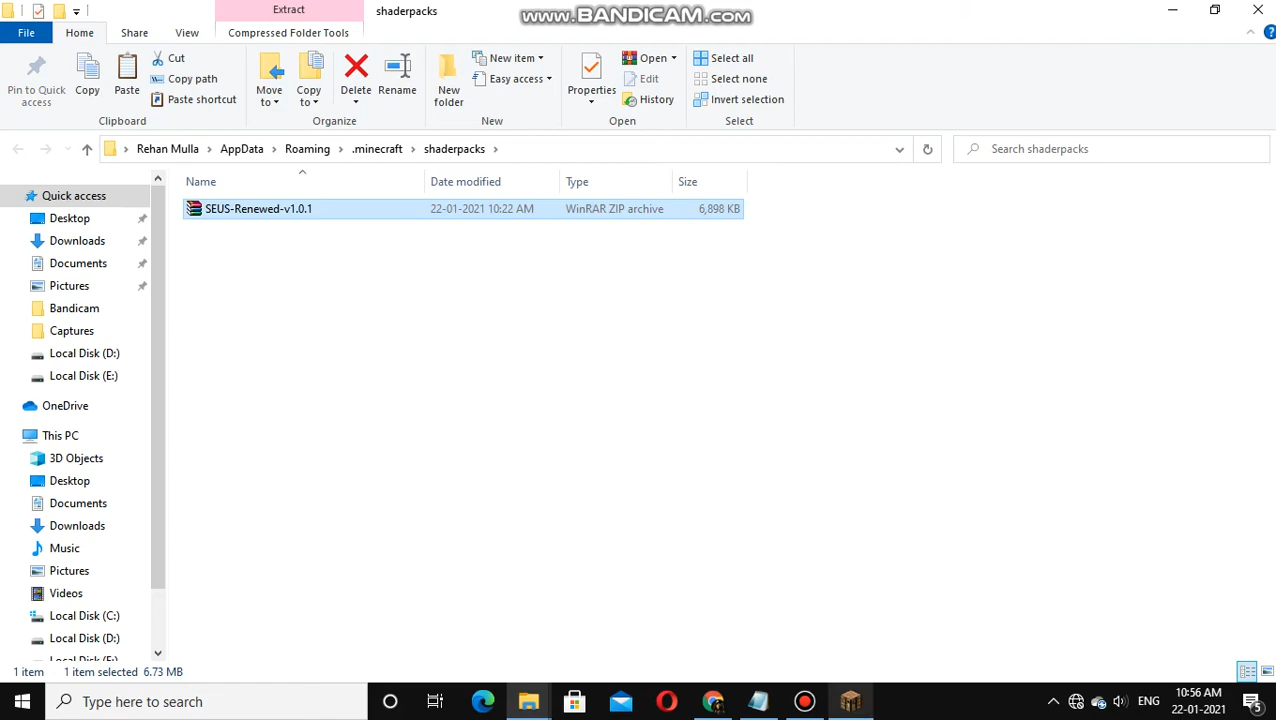 Extract
shaderpacks
www.BANDICAM.com
File
Home
Share
View
Compressed Folder Tools
Pin to Quick access
Copy
Paste
Cut
Copy path
Paste shortcut
Clipboard
Move to
Copy to
Delete
Rename
Organize
New folder
New item
Easy access
New
Properties
Open
Edit
History
Open
Select all
Select none
Invert selection
Select
Rehan Mulla
AppData
Roaming
.minecraft
shaderpacks
Search shaderpacks
Name
Date modified
Type
Size
SEUS-Renewed-v1.0.1
22-01-2021 10:22 AM
WinRAR ZIP archive
6,898 KB
Quick access
Desktop
Downloads
Documents
Pictures
Bandicam
Captures
Local Disk (D:)
Local Disk (E:)
OneDrive
This PC
3D Objects
Desktop
Documents
Downloads
Music
Pictures
Videos
Local Disk (C:)
Local Disk (D:)
Local Disk (E:)
1 item
1 item selected 6.73 MB
Type here to search
ENG
10:56 AM
22-01-2021
5